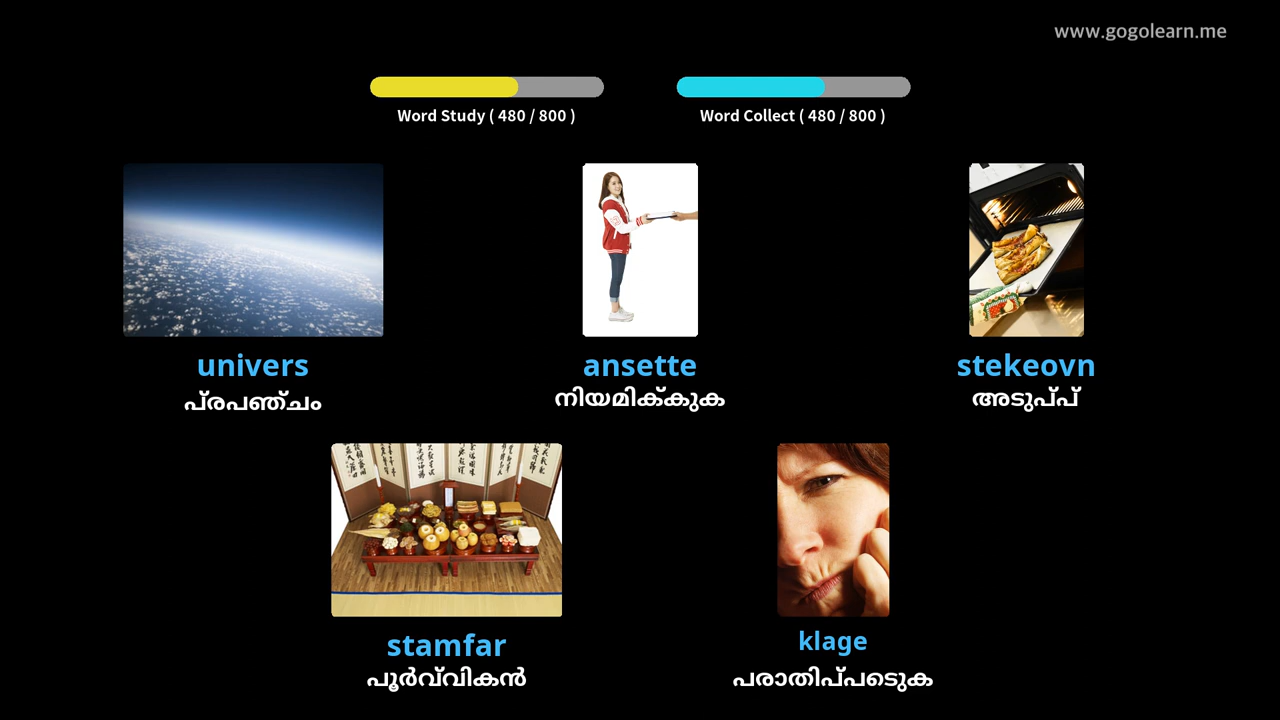 www.gogolearn.me
Word Study ( 480 / 800 )
Word Collect ( 480 / 800 )
univers
ansette
stekeovn
പ്രപഞ്ചം
നിയമിക്കുക
അടുപ്പ്
stamfar
klage
പൂർവ്വികൻ
പരാതിപ്പെടുക